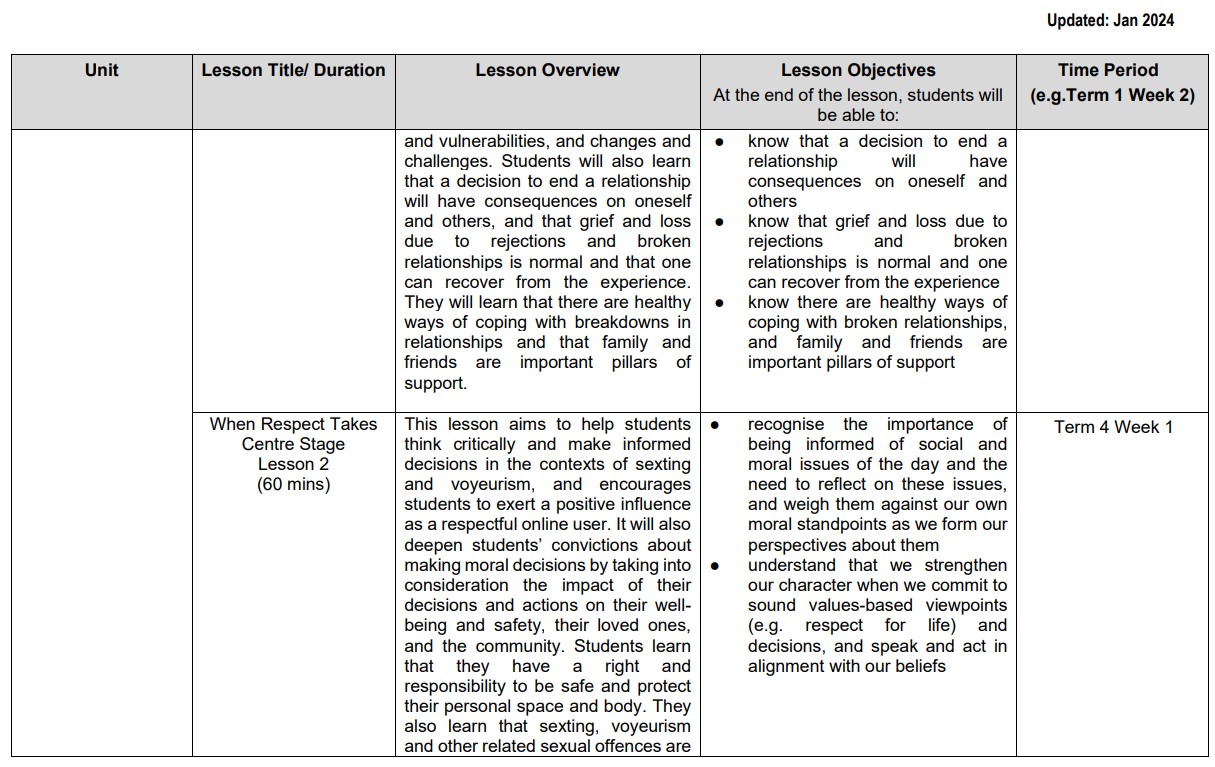 Updated: Jan 2024
Unit
Lesson Title/ Duration
Lesson Overview
Lesson Objectives
At the end of the lesson, students will
be able to:
Time Period
(e.g.Term 1 Week 2)
and vulnerabilities, and changes and
challenges. Students will also learn
that a decision to end a relationship
will have consequences on oneself
and others, and that grief and loss
due to rejections and broken
relationships is normal and that one
can recover from the experience.
They will learn that there are healthy
ways of coping with breakdowns in
relationships and that family and
friends are important pillars of
support.
● know that a decision to end a
relationship will have
consequences on oneself and
others
● know that grief and loss due to
rejections and broken
relationships is normal and one
can recover from the experience
● know there are healthy ways of
coping with broken relationships,
and family and friends are
important pillars of support
When Respect Takes
Centre Stage
Lesson 2
(60 mins)
This lesson aims to help students
think critically and make informed
decisions in the contexts of sexting
and voyeurism, and encourages
students to exert a positive influence
as a respectful online user. It will also
deepen students’ convictions about
making moral decisions by taking into
consideration the impact of their
decisions and actions on their well-
being and safety, their loved ones,
and the community. Students learn
that they have a right and
responsibility to be safe and protect
their personal space and body. They
also learn that sexting, voyeurism
and other related sexual offences are
● recognise the importance of
being informed of social and
moral issues of the day and the
need to reflect on these issues,
and weigh them against our own
moral standpoints as we form our
perspectives about them
● understand that we strengthen
our character when we commit to
sound values-based viewpoints
(e.g. respect for life) and
decisions, and speak and act in
alignment with our beliefs
Term 4 Week 1